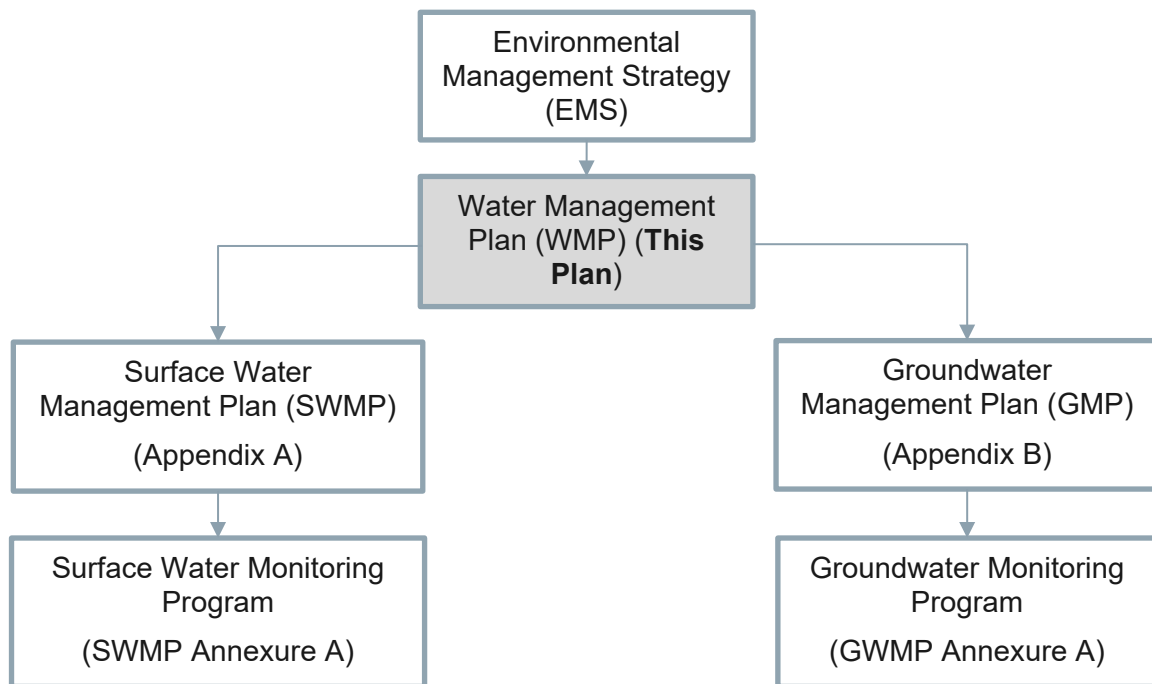 Environmental
Management Strategy
(EMS)
Water Management
Plan (WMP) (This
Plan)
Surface Water
Management Plan (SWMP)
(Appendix A)
Groundwater
Management Plan (GMP)
(Appendix B)
Surface Water Monitoring
Program
(SWMP Annexure A)
Groundwater Monitoring
Program
(GWMP Annexure A)